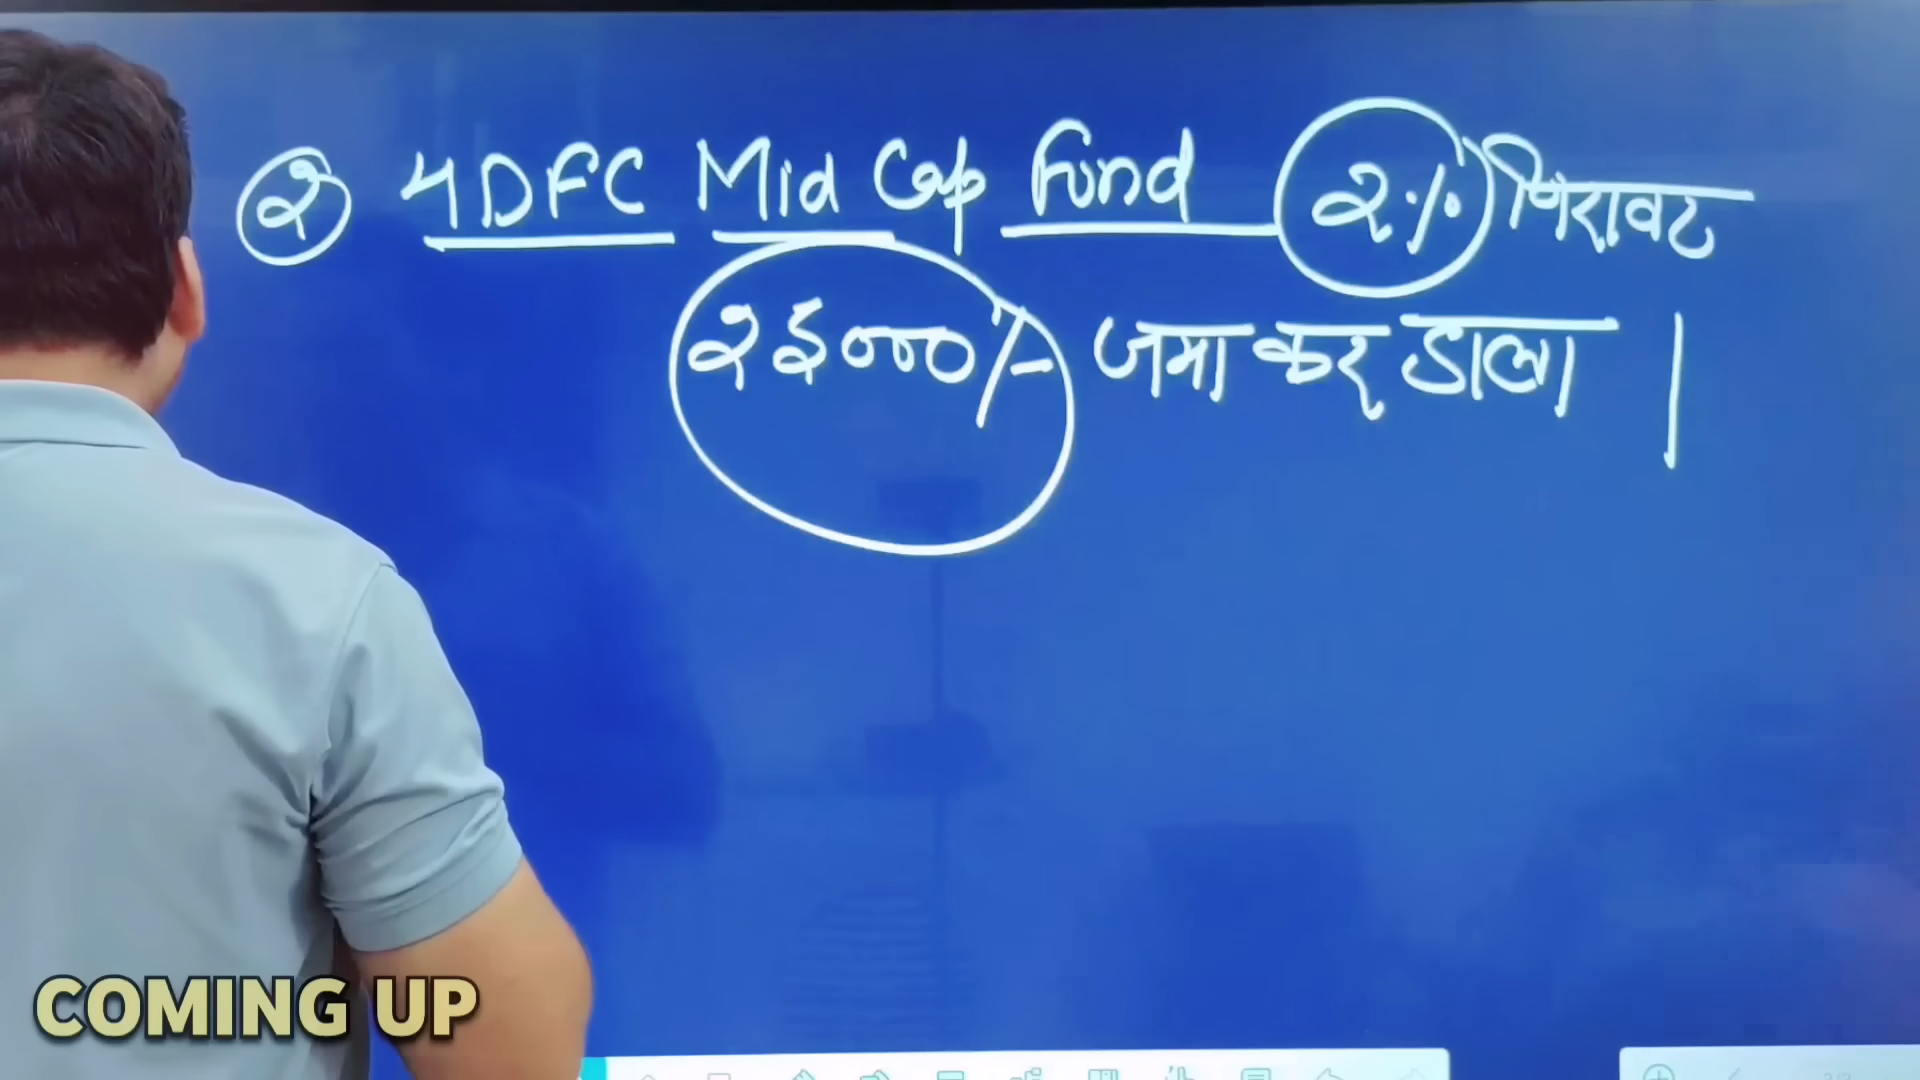 २ HDFC Mid Cap Fund २% गिरावट
२६०००/- जमा कर डाला |
COMING UP